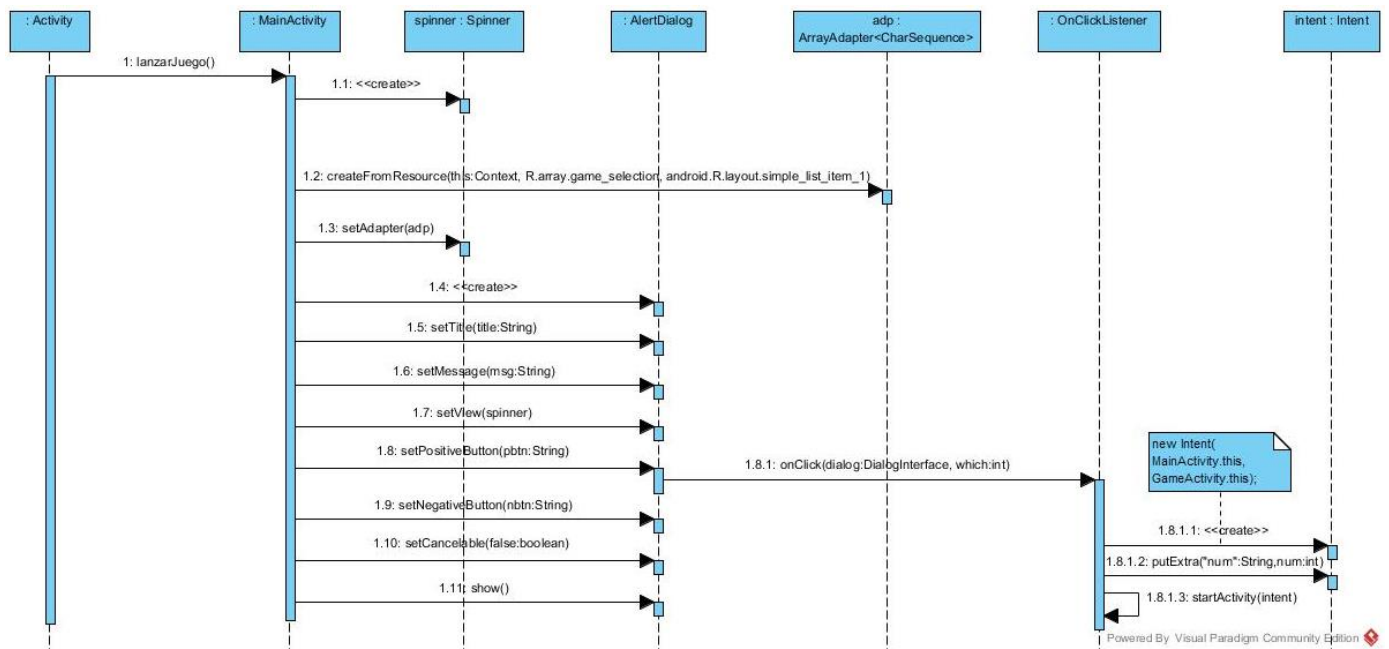 : Activity
: MainActivity
spinner : Spinner
: AlertDialog
adp :
ArrayAdapter<CharSequence>
: OnClickListener
intent : Intent
1: lanzarJuego()
1.1: <<create>>
1.2: createFromResource(this:Context, R.array.game_selection, android.R.layout.simple_list_item_1)
1.3: setAdapter(adp)
1.4: <<create>>
1.5: setTitle(title:String)
1.6: setMessage(msg:String)
1.7: setView(spinner)
1.8: setPositiveButton(pbtn:String)
1.8.1: onClick(dialog:DialogInterface, which:int)
new Intent(
MainActivity.this,
GameActivity.this);
1.9: setNegativeButton(nbtn:String)
1.8.1.1: <<create>>
1.10: setCancelable(false:boolean)
1.8.1.2: putExtra("num":String,num:int)
1.11: show()
1.8.1.3: startActivity(intent)
Powered By Visual Paradigm Community Edition